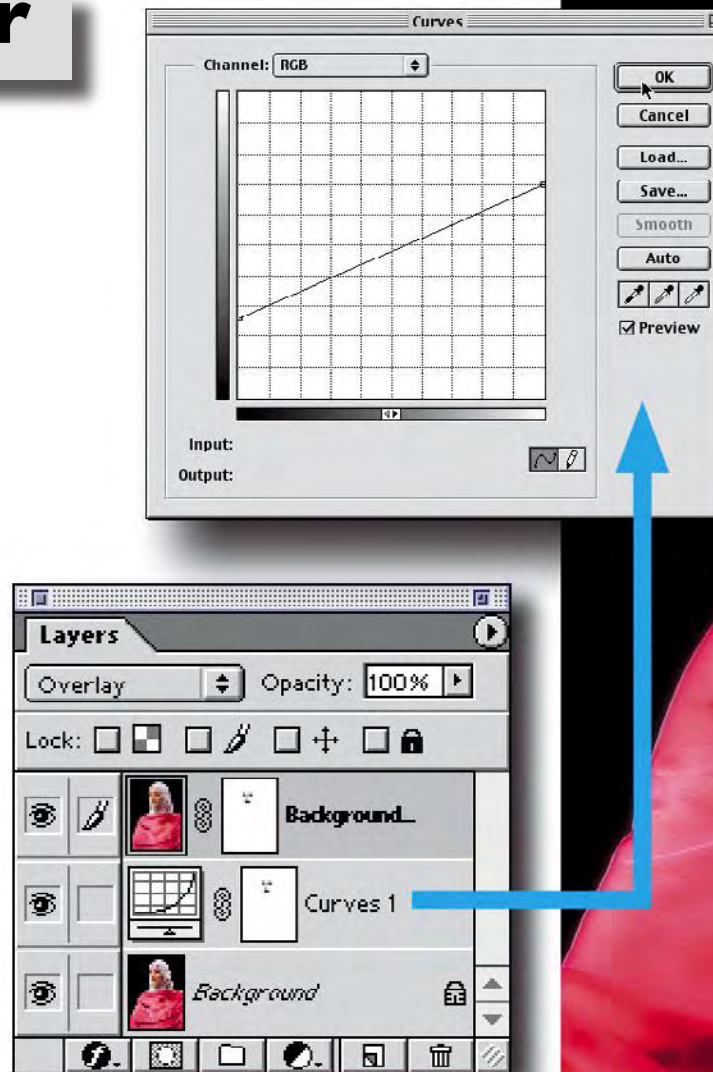 r
Curves
Channel: RGB
OK
Cancel
Load...
Save...
Smooth
Auto
Preview
Input:
Output:
Layers
Overlay
Opacity: 100%
Lock:
Background...
Curves 1
Background